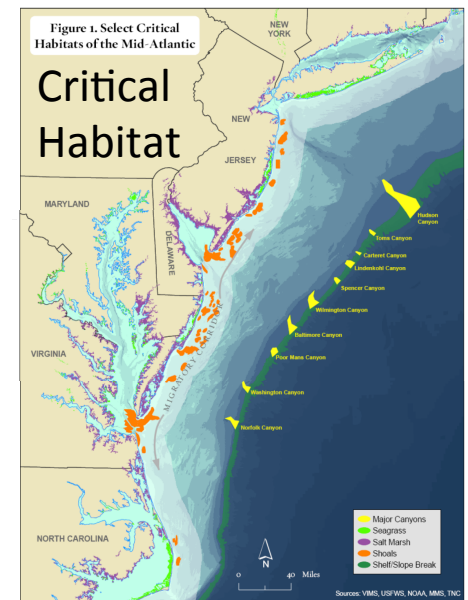 Figure 1. Select Critical
Habitats of the Mid-Atlantic
Critical
Habitat
NEW
YORK
NEW
JERSEY
MARYLAND
DELAWARE
VIRGINIA
NORTH CAROLINA
MIGRATORY CORRIDOR
Hudson
Canyon
Toms Canyon
Carteret Canyon
Lindenkohl Canyon
Spencer Canyon
Wilmington Canyon
Baltimore Canyon
Poor Mans Canyon
Washington Canyon
Norfolk Canyon
Major Canyons
Seagrass
Salt Marsh
Shoals
Shelf/Slope Break
N
0 40 Miles
Sources: VIMS, USFWS, NOAA, MMS, TNC